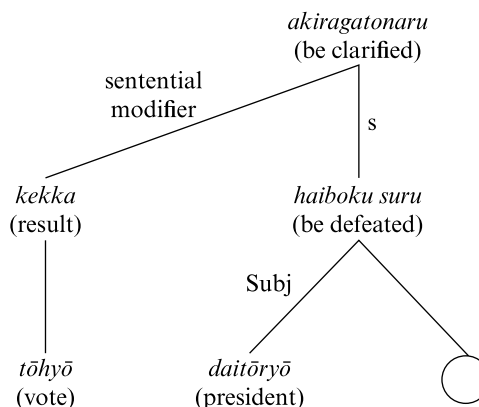 akiragatonaru
(be clarified)
sentential
modifier
s
kekka
(result)
haiboku suru
(be defeated)
Subj
tōhyō
(vote)
daitōryō
(president)